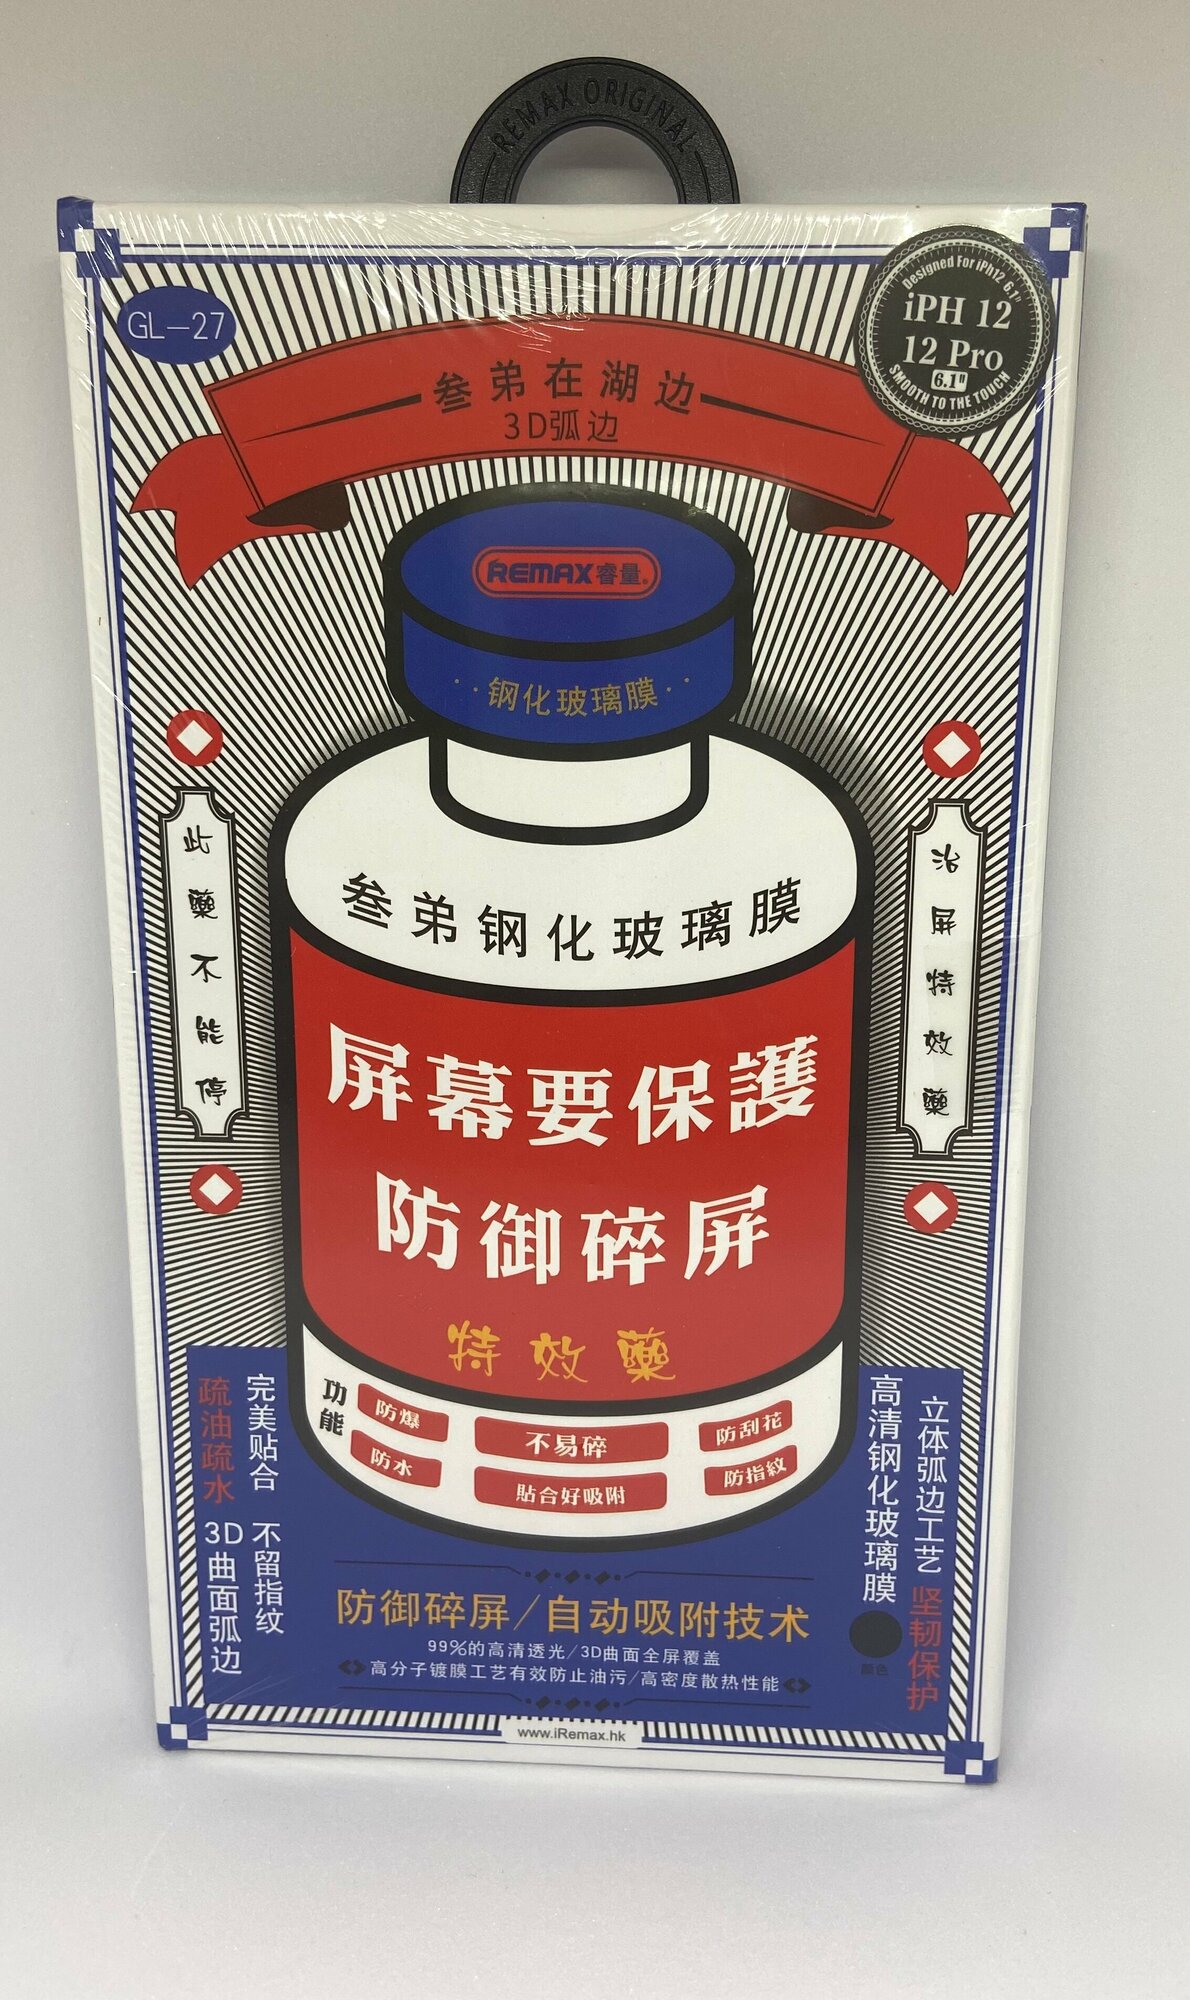 REMAX ORIGINAL
GL-27
Designed For iPh12 6.1"
iPH 12
12 Pro
6.1"
SMOOTH TO THE TOUCH
叁弟在湖边
3D弧边
REMAX睿量
钢化玻璃膜
叁弟钢化玻璃膜
此藥不能停
治屏特效藥
屏幕要保護
防御碎屏
特效藥
功能
防爆
不易碎
防刮花
防水
貼合好吸附
防指紋
完美贴合
不留指纹
疏油疏水
3D曲面弧边
立体弧边工艺
坚韧保护
高清钢化玻璃膜
颜色
防御碎屏/自动吸附技术
99%的高清透光/3D曲面全屏覆盖
高分子镀膜工艺有效防止油污/高密度散热性能
www.iRemax.hk